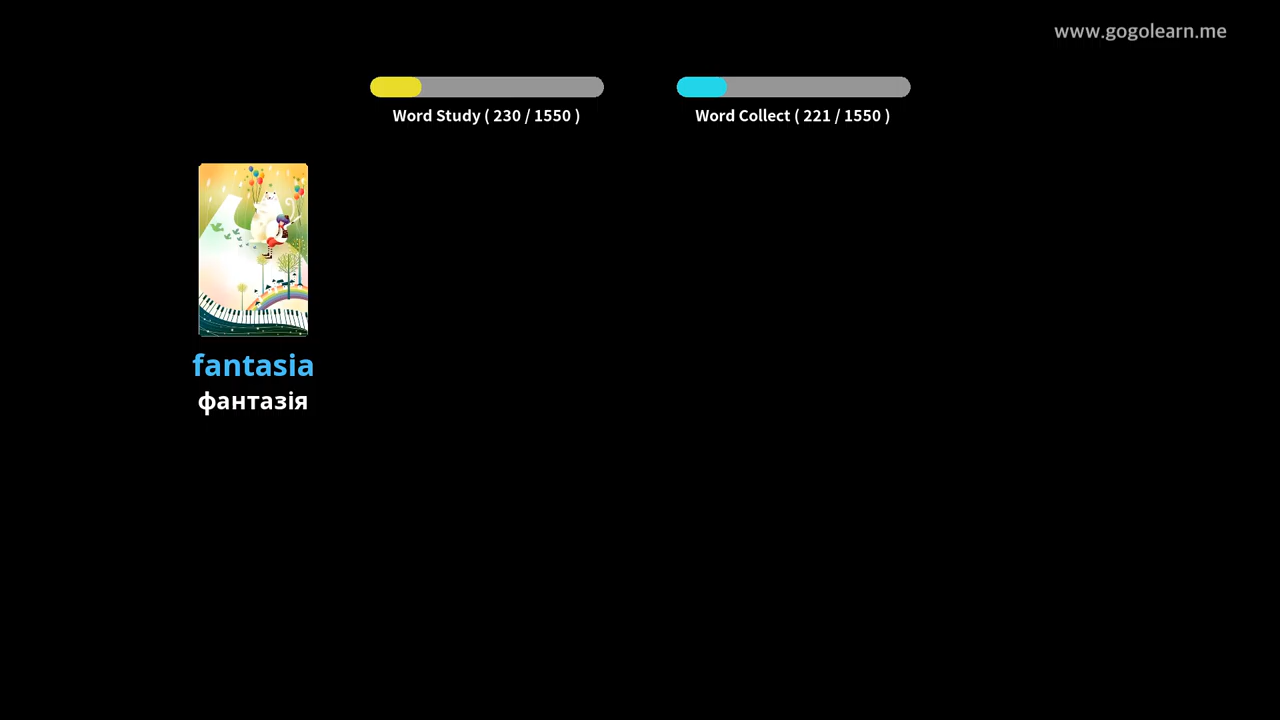 www.gogolearn.me
Word Study ( 230 / 1550 )
Word Collect ( 221 / 1550 )
fantasia
фантазія